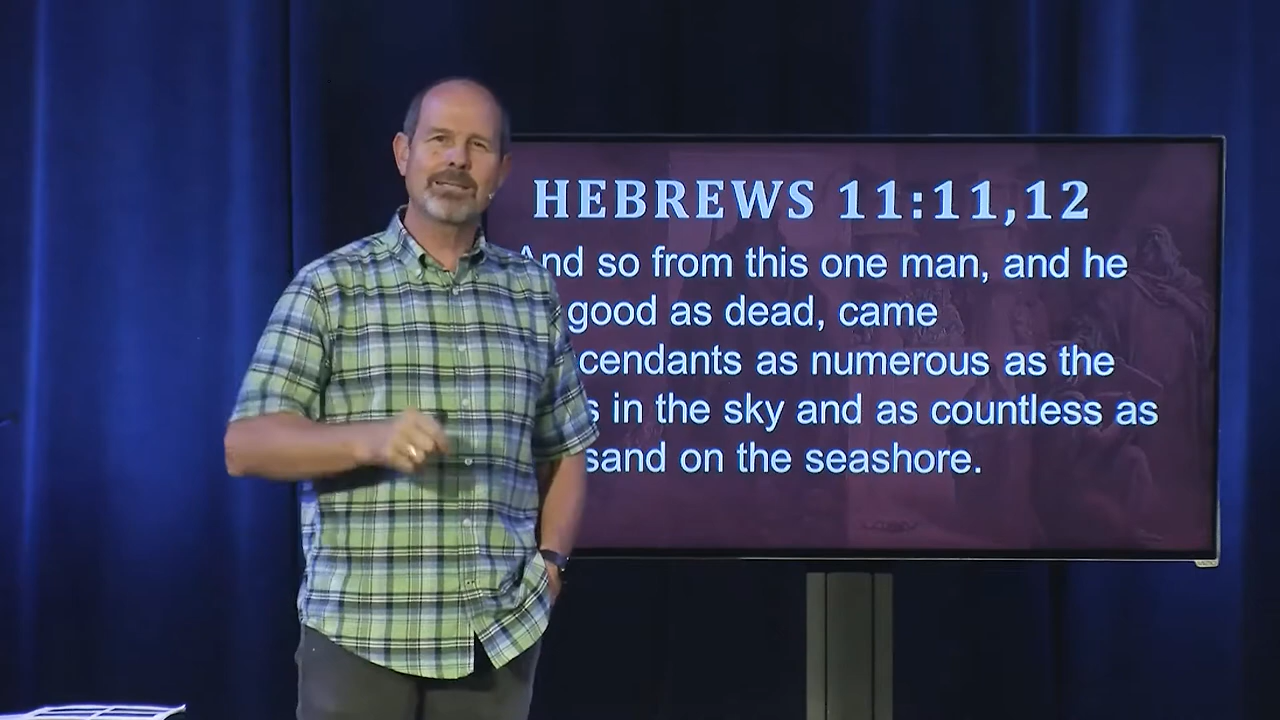 HEBREWS 11:11,12
And so from this one man, and he
good as dead, came
cendants as numerous as the
s in the sky and as countless as
sand on the seashore.